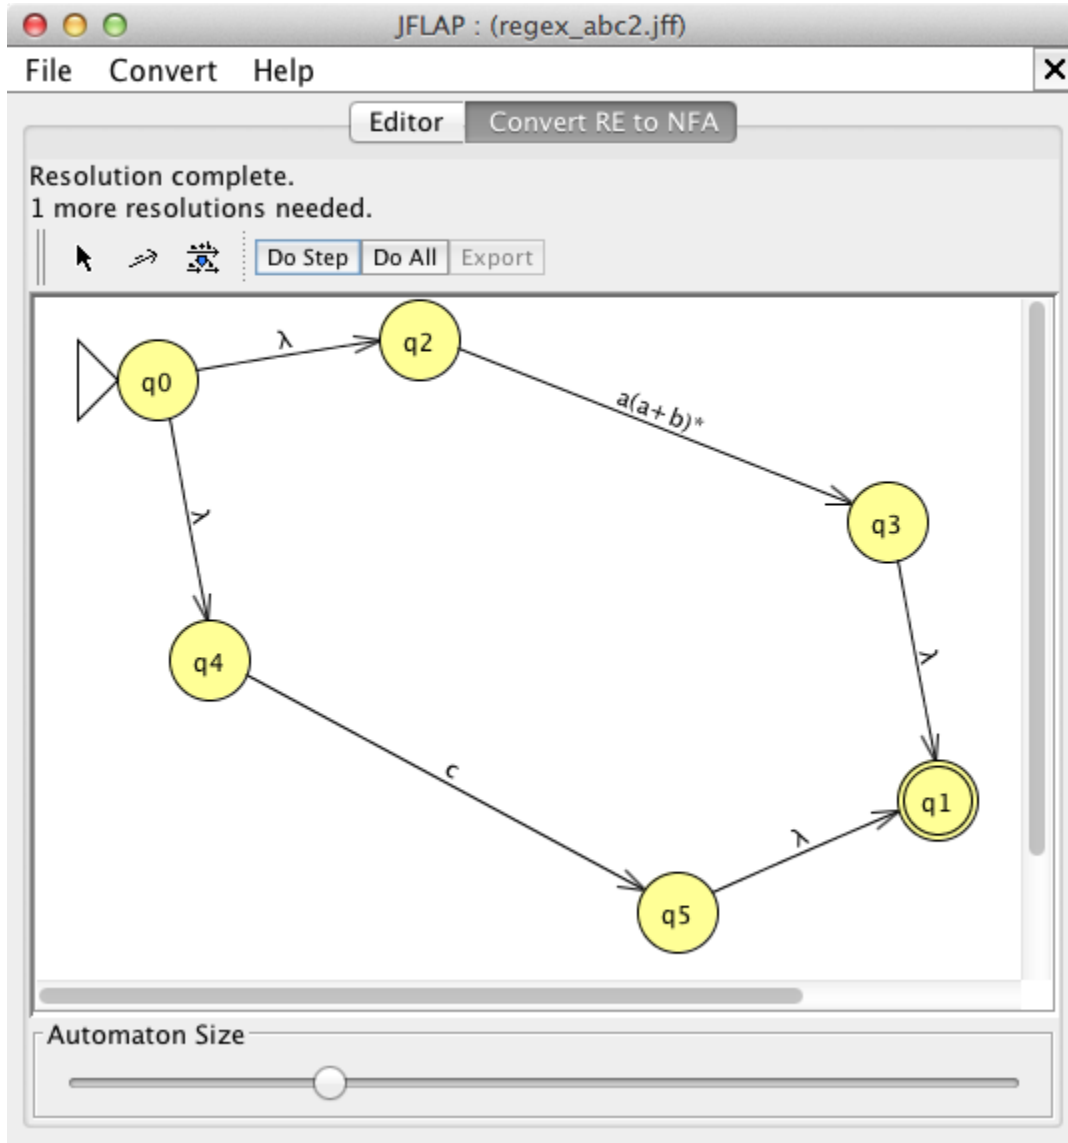 JFLAP : (regex_abc2.jff)
File Convert Help
Editor Convert RE to NFA
Resolution complete.
1 more resolutions needed.
Do Step Do All Export
λ
q2
q0
a(a+b)*
q3
λ
q4
λ
c
q1
λ
q5
Automaton Size